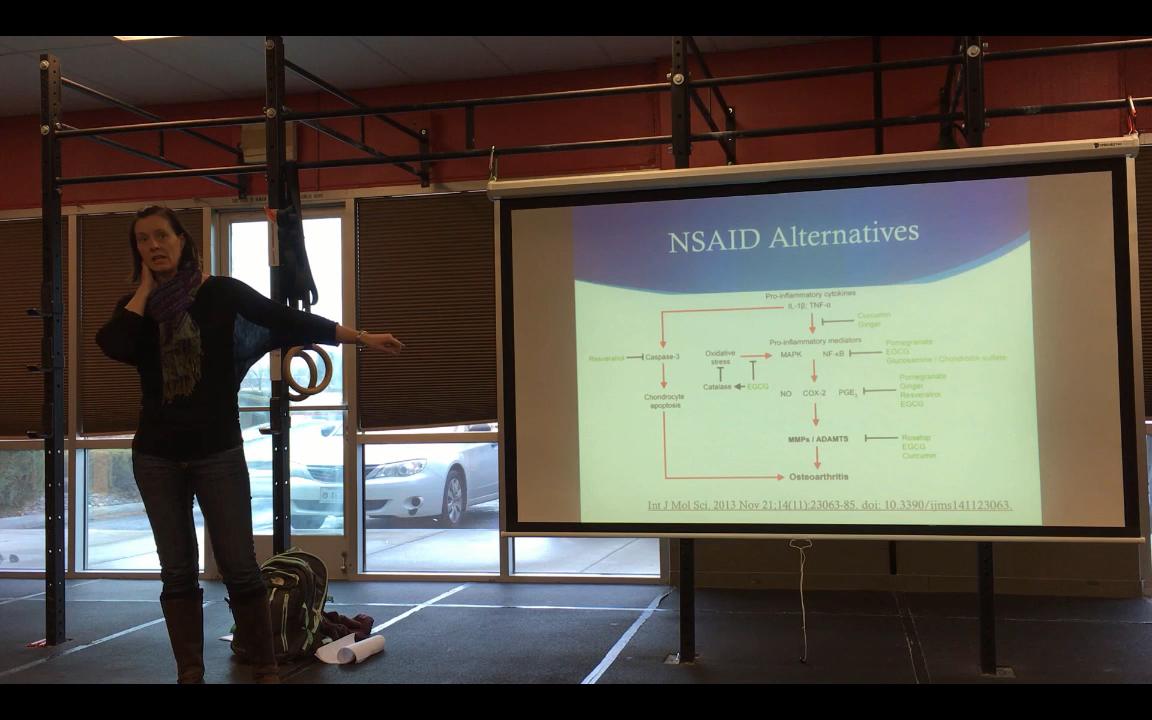 NSAID Alternatives
Pro-inflammatory cytokines
IL-1β; TNF-α
Curcumin
Ginger
Pro-inflammatory mediators
Resveratrol
Caspase-3
Oxidative
stress
MAPK
NF-κB
Pomegranate
EGCG
Glucosamine / Chondroitin sulfate
Catalase
EGCG
Chondrocyte
apoptosis
NO
COX-2
Pomegranate
Ginger
Resveratrol
EGCG
MMPs / ADAMTS
Rosehip
EGCG
Curcumin
Osteoarthritis
Int J Mol Sci. 2013 Nov 21;14(11):23063-85. doi: 10.3390/ijms141123063.